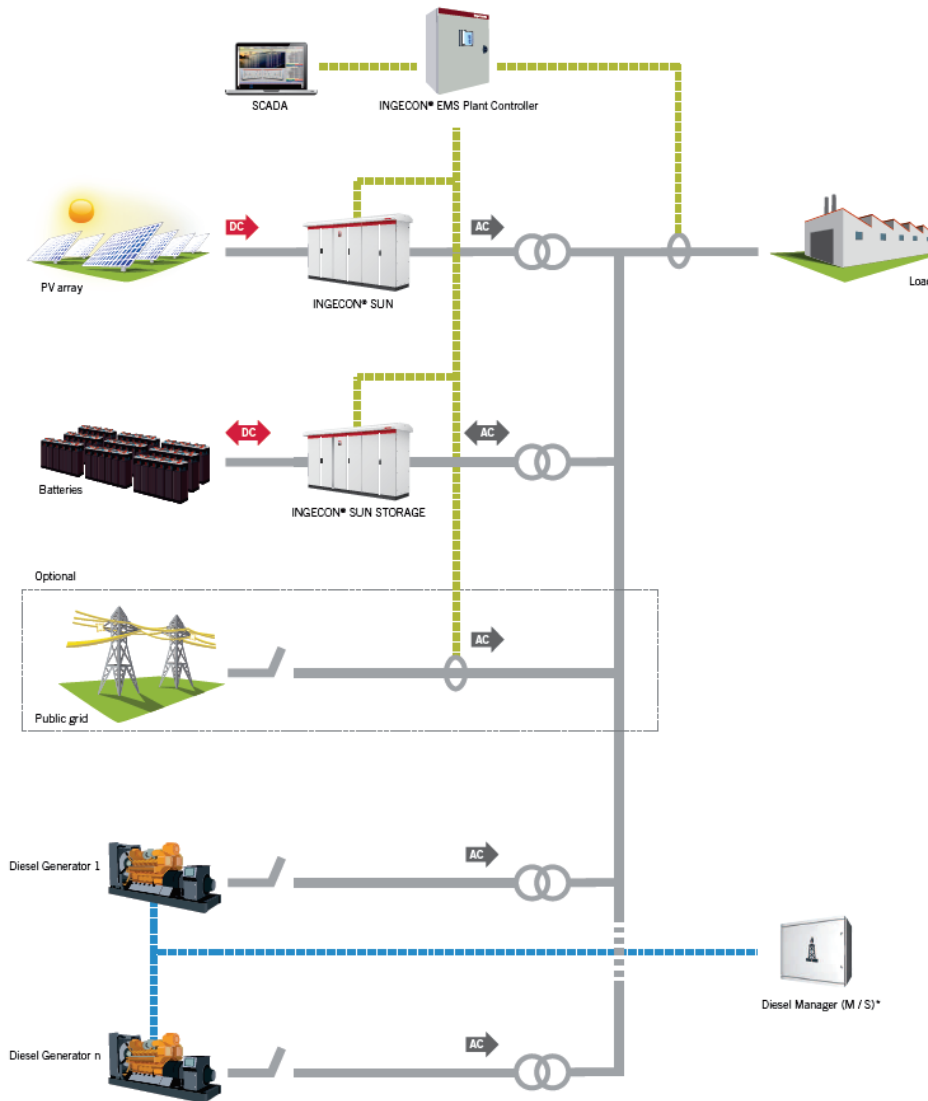 SCADA
INGECON® EMS Plant Controller
DC
AC
PV array
INGECON® SUN
Load
DC
AC
Batteries
INGECON® SUN STORAGE
Optional
AC
Public grid
Diesel Generator 1
AC
Diesel Manager (M / S)*
Diesel Generator n
AC